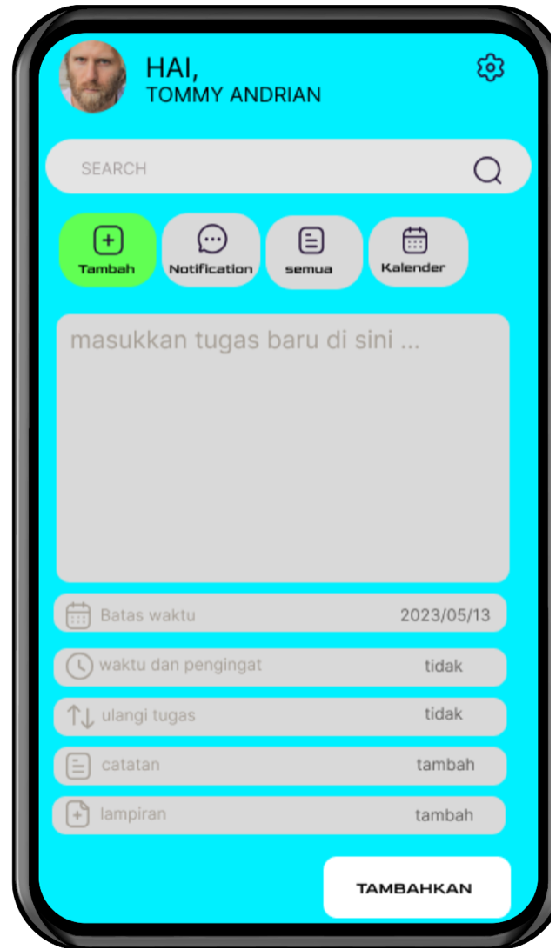 HAI,
TOMMY ANDRIAN
SEARCH
Tambah
Notification
semua
Kalender
masukkan tugas baru di sini ...
Batas waktu 2023/05/13
waktu dan pengingat tidak
ulangi tugas tidak
catatan tambah
lampiran tambah
TAMBAHKAN